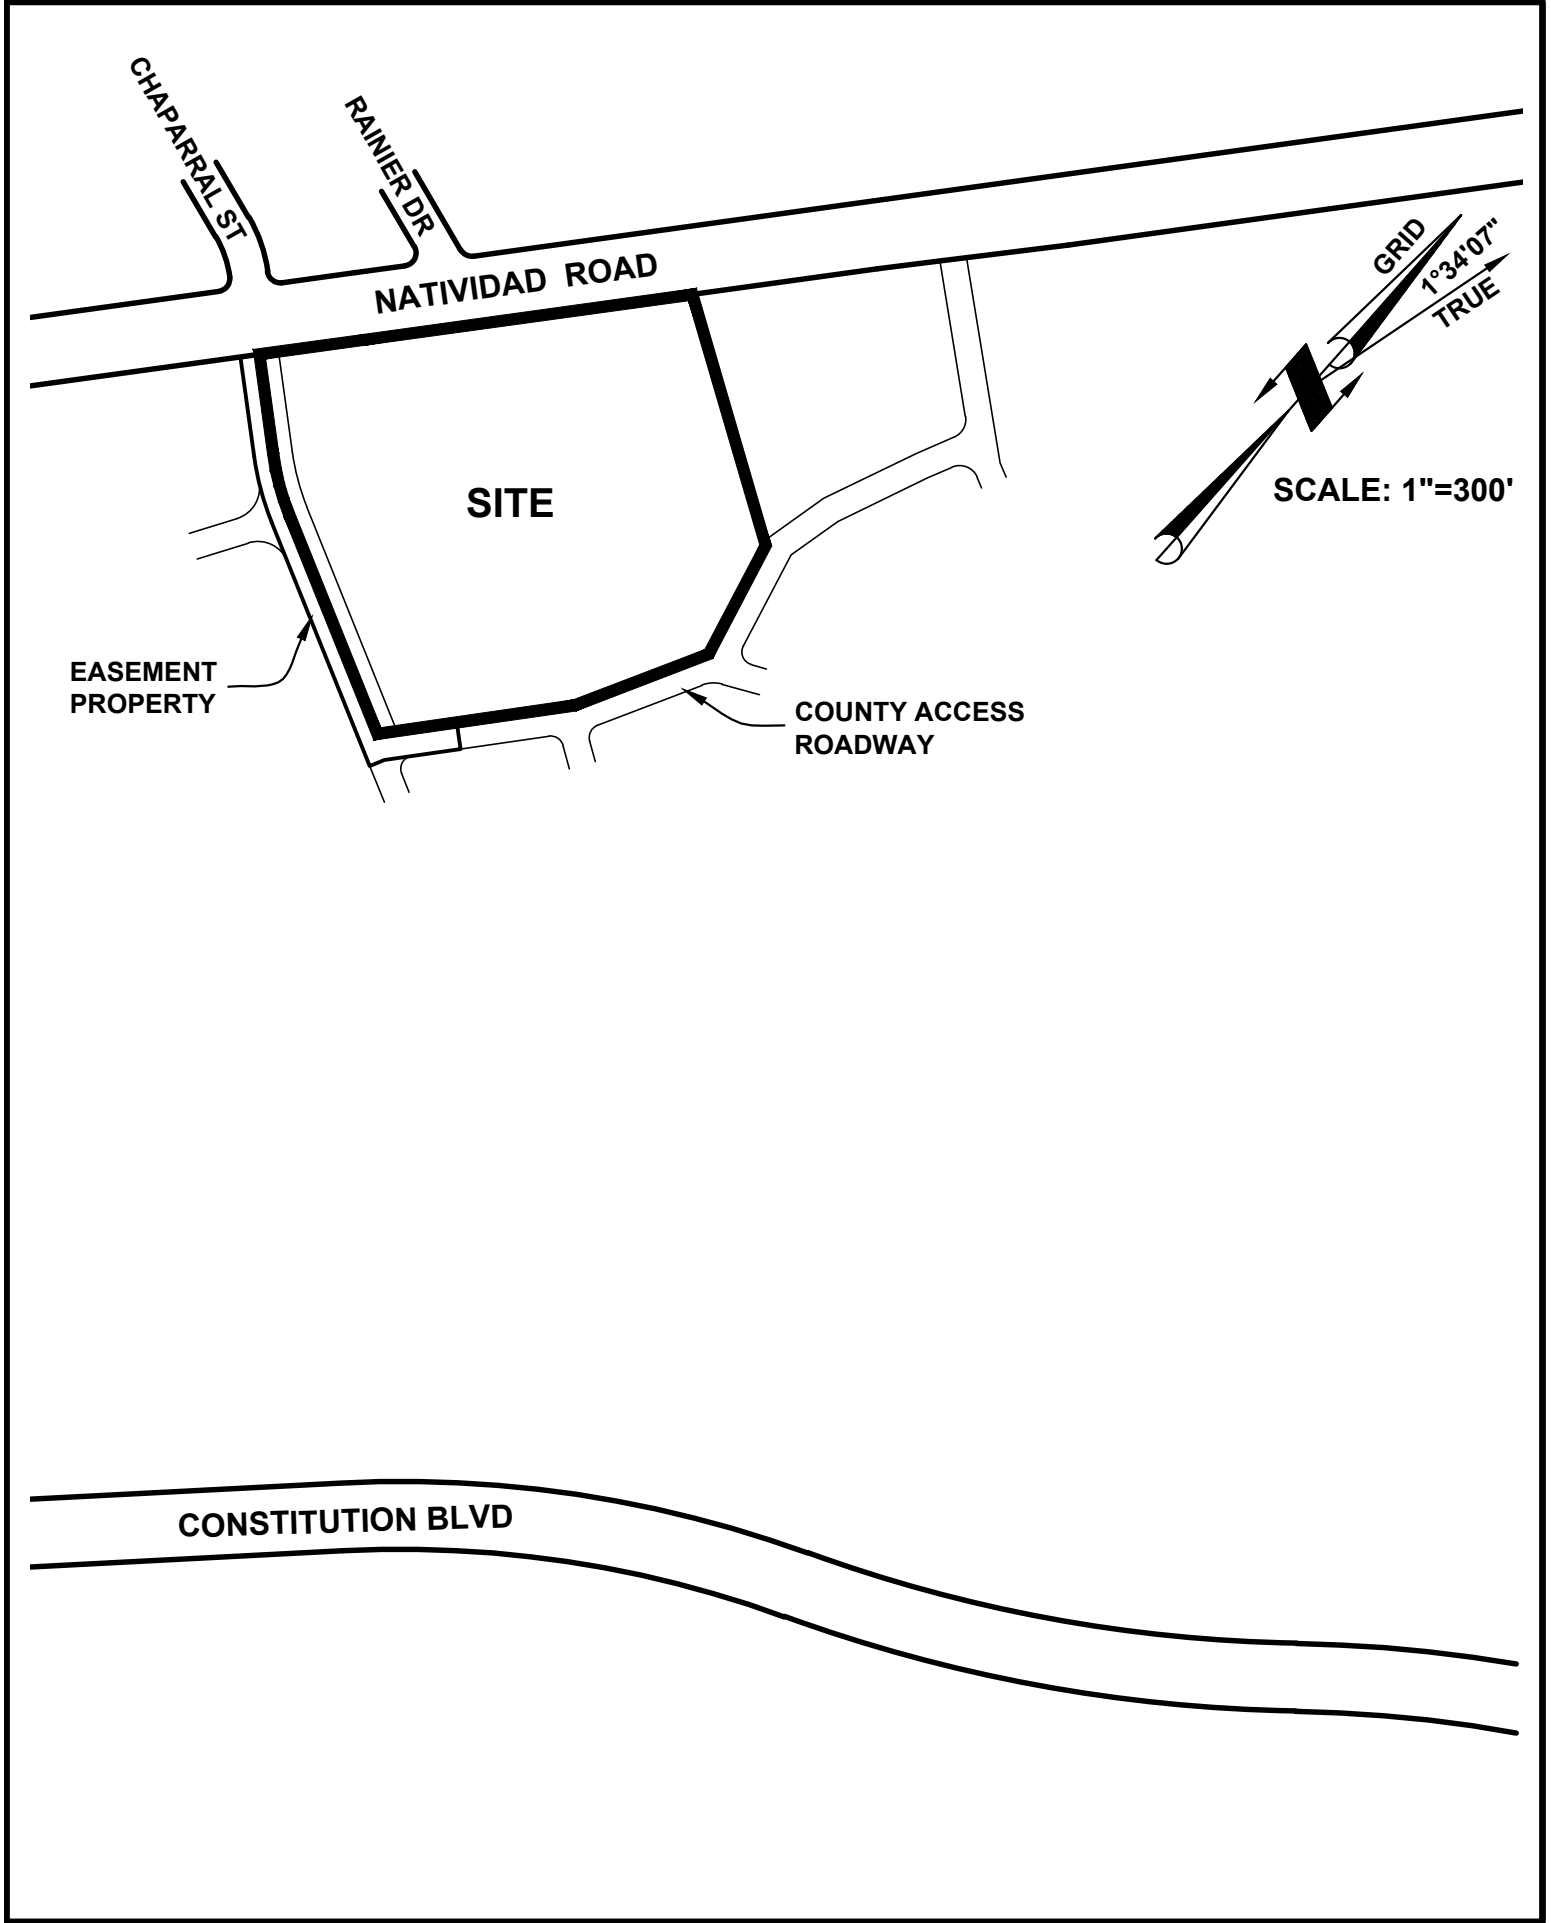 CHAPARRAL ST
RAINIER DR
NATIVIDAD ROAD
GRID
1°34'07"
TRUE
SCALE: 1"=300'
SITE
EASEMENT
PROPERTY
COUNTY ACCESS
ROADWAY
CONSTITUTION BLVD